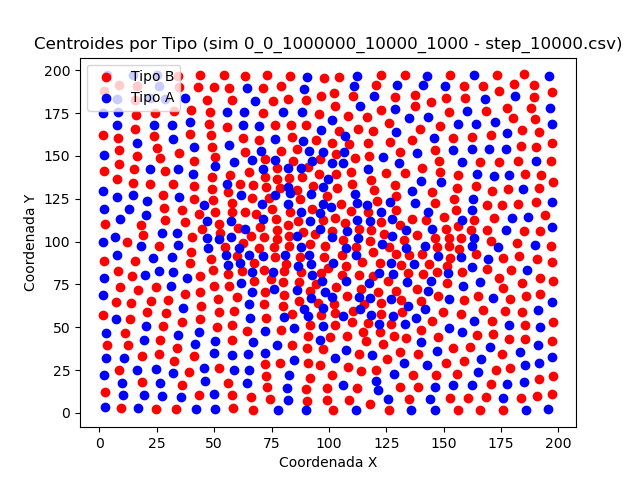 Centroides por Tipo (sim 0_0_1000000_10000_1000 - step_10000.csv)
Tipo B
Tipo A
Coordenada Y
200
175
150
125
100
75
50
25
0
0 25 50 75 100 125 150 175 200
Coordenada X